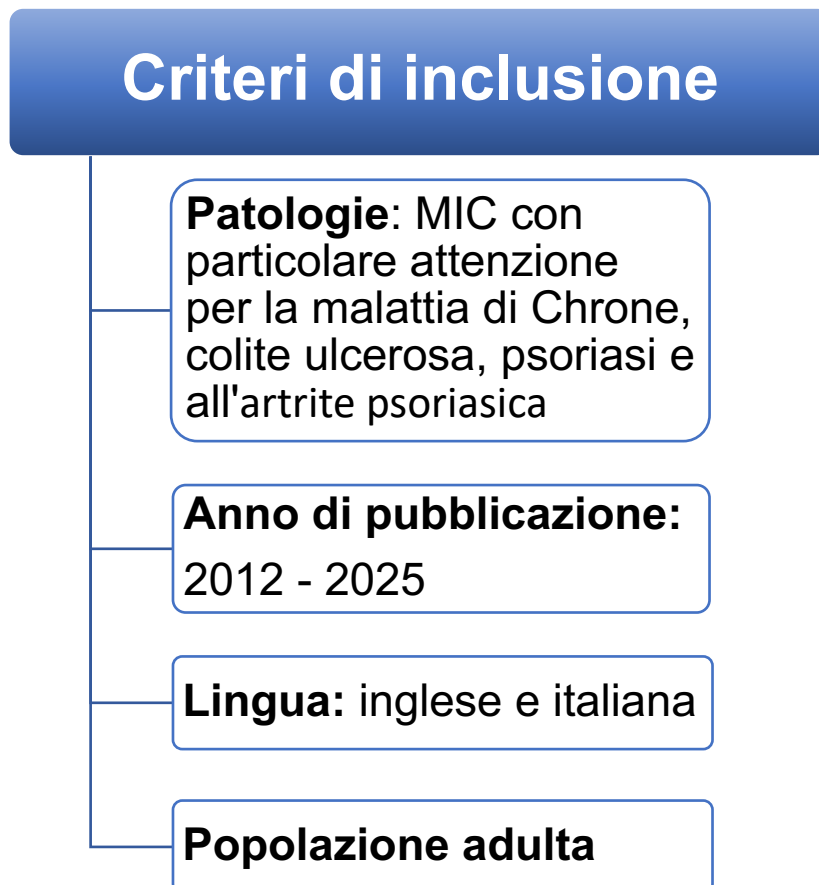 Criteri di inclusione
Patologie: MIC con
particolare attenzione
per la malattia di Chrone,
colite ulcerosa, psoriasi e
all'artrite psoriasica
Anno di pubblicazione:
2012 - 2025
Lingua: inglese e italiana
Popolazione adulta